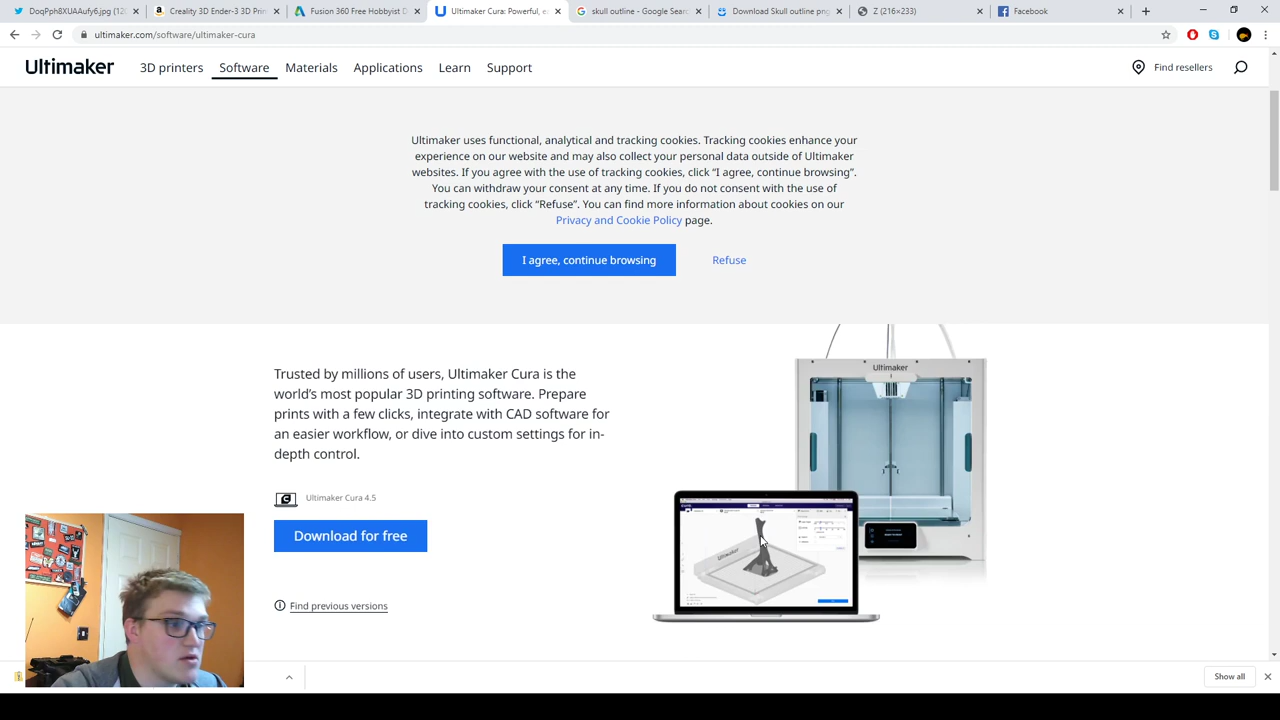 DoqPph8XUAAufy6.jpg (12
Creality 3D Ender-3 3D Prin
Fusion 360 Free Hobbyist D
Ultimaker Cura: Powerful, e
skull outline - Google Searc
Download Skull outline png
Z (216×233)
Facebook
ultimaker.com/software/ultimaker-cura
Ultimaker
3D printers
Software
Materials
Applications
Learn
Support
Find resellers
Ultimaker uses functional, analytical and tracking cookies. Tracking cookies enhance your
experience on our website and may also collect your personal data outside of Ultimaker
websites. If you agree with the use of tracking cookies, click “I agree, continue browsing”.
You can withdraw your consent at any time. If you do not consent with the use of
tracking cookies, click “Refuse”. You can find more information about cookies on our
Privacy and Cookie Policy page.
I agree, continue browsing
Refuse
Trusted by millions of users, Ultimaker Cura is the
world’s most popular 3D printing software. Prepare
prints with a few clicks, integrate with CAD software for
an easier workflow, or dive into custom settings for in-
depth control.
Ultimaker
Ultimaker Cura 4.5
Download for free
Ultimaker
Find previous versions
Show all